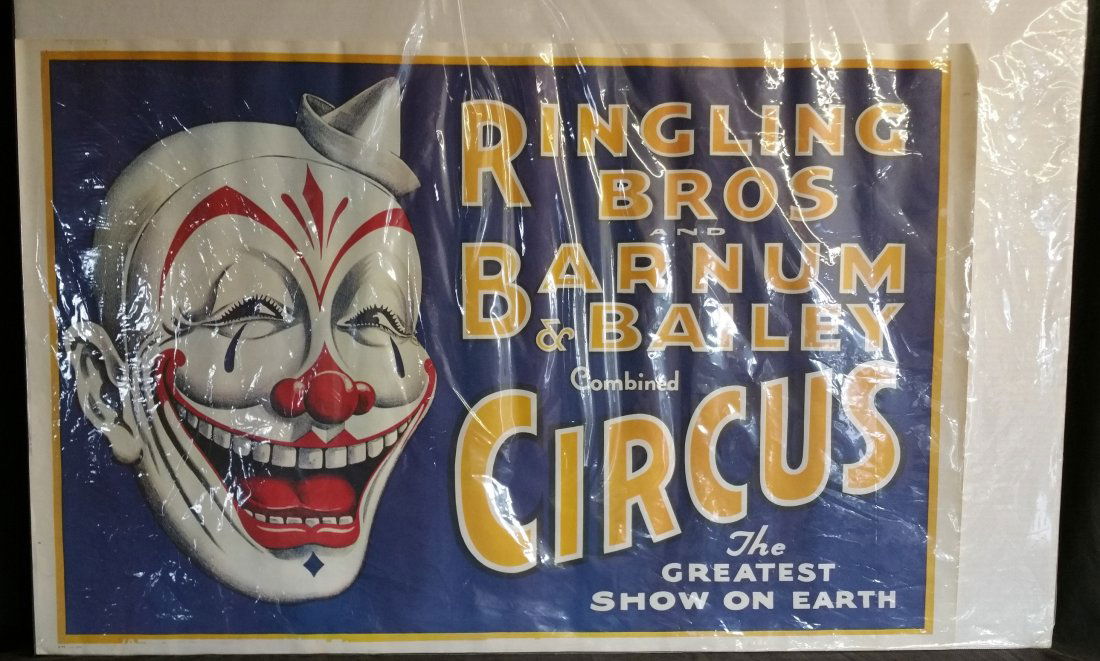 RINGLING
BROS
AND
BARNUM
& BAILEY
Combined
CIRCUS
The
GREATEST
SHOW ON EARTH